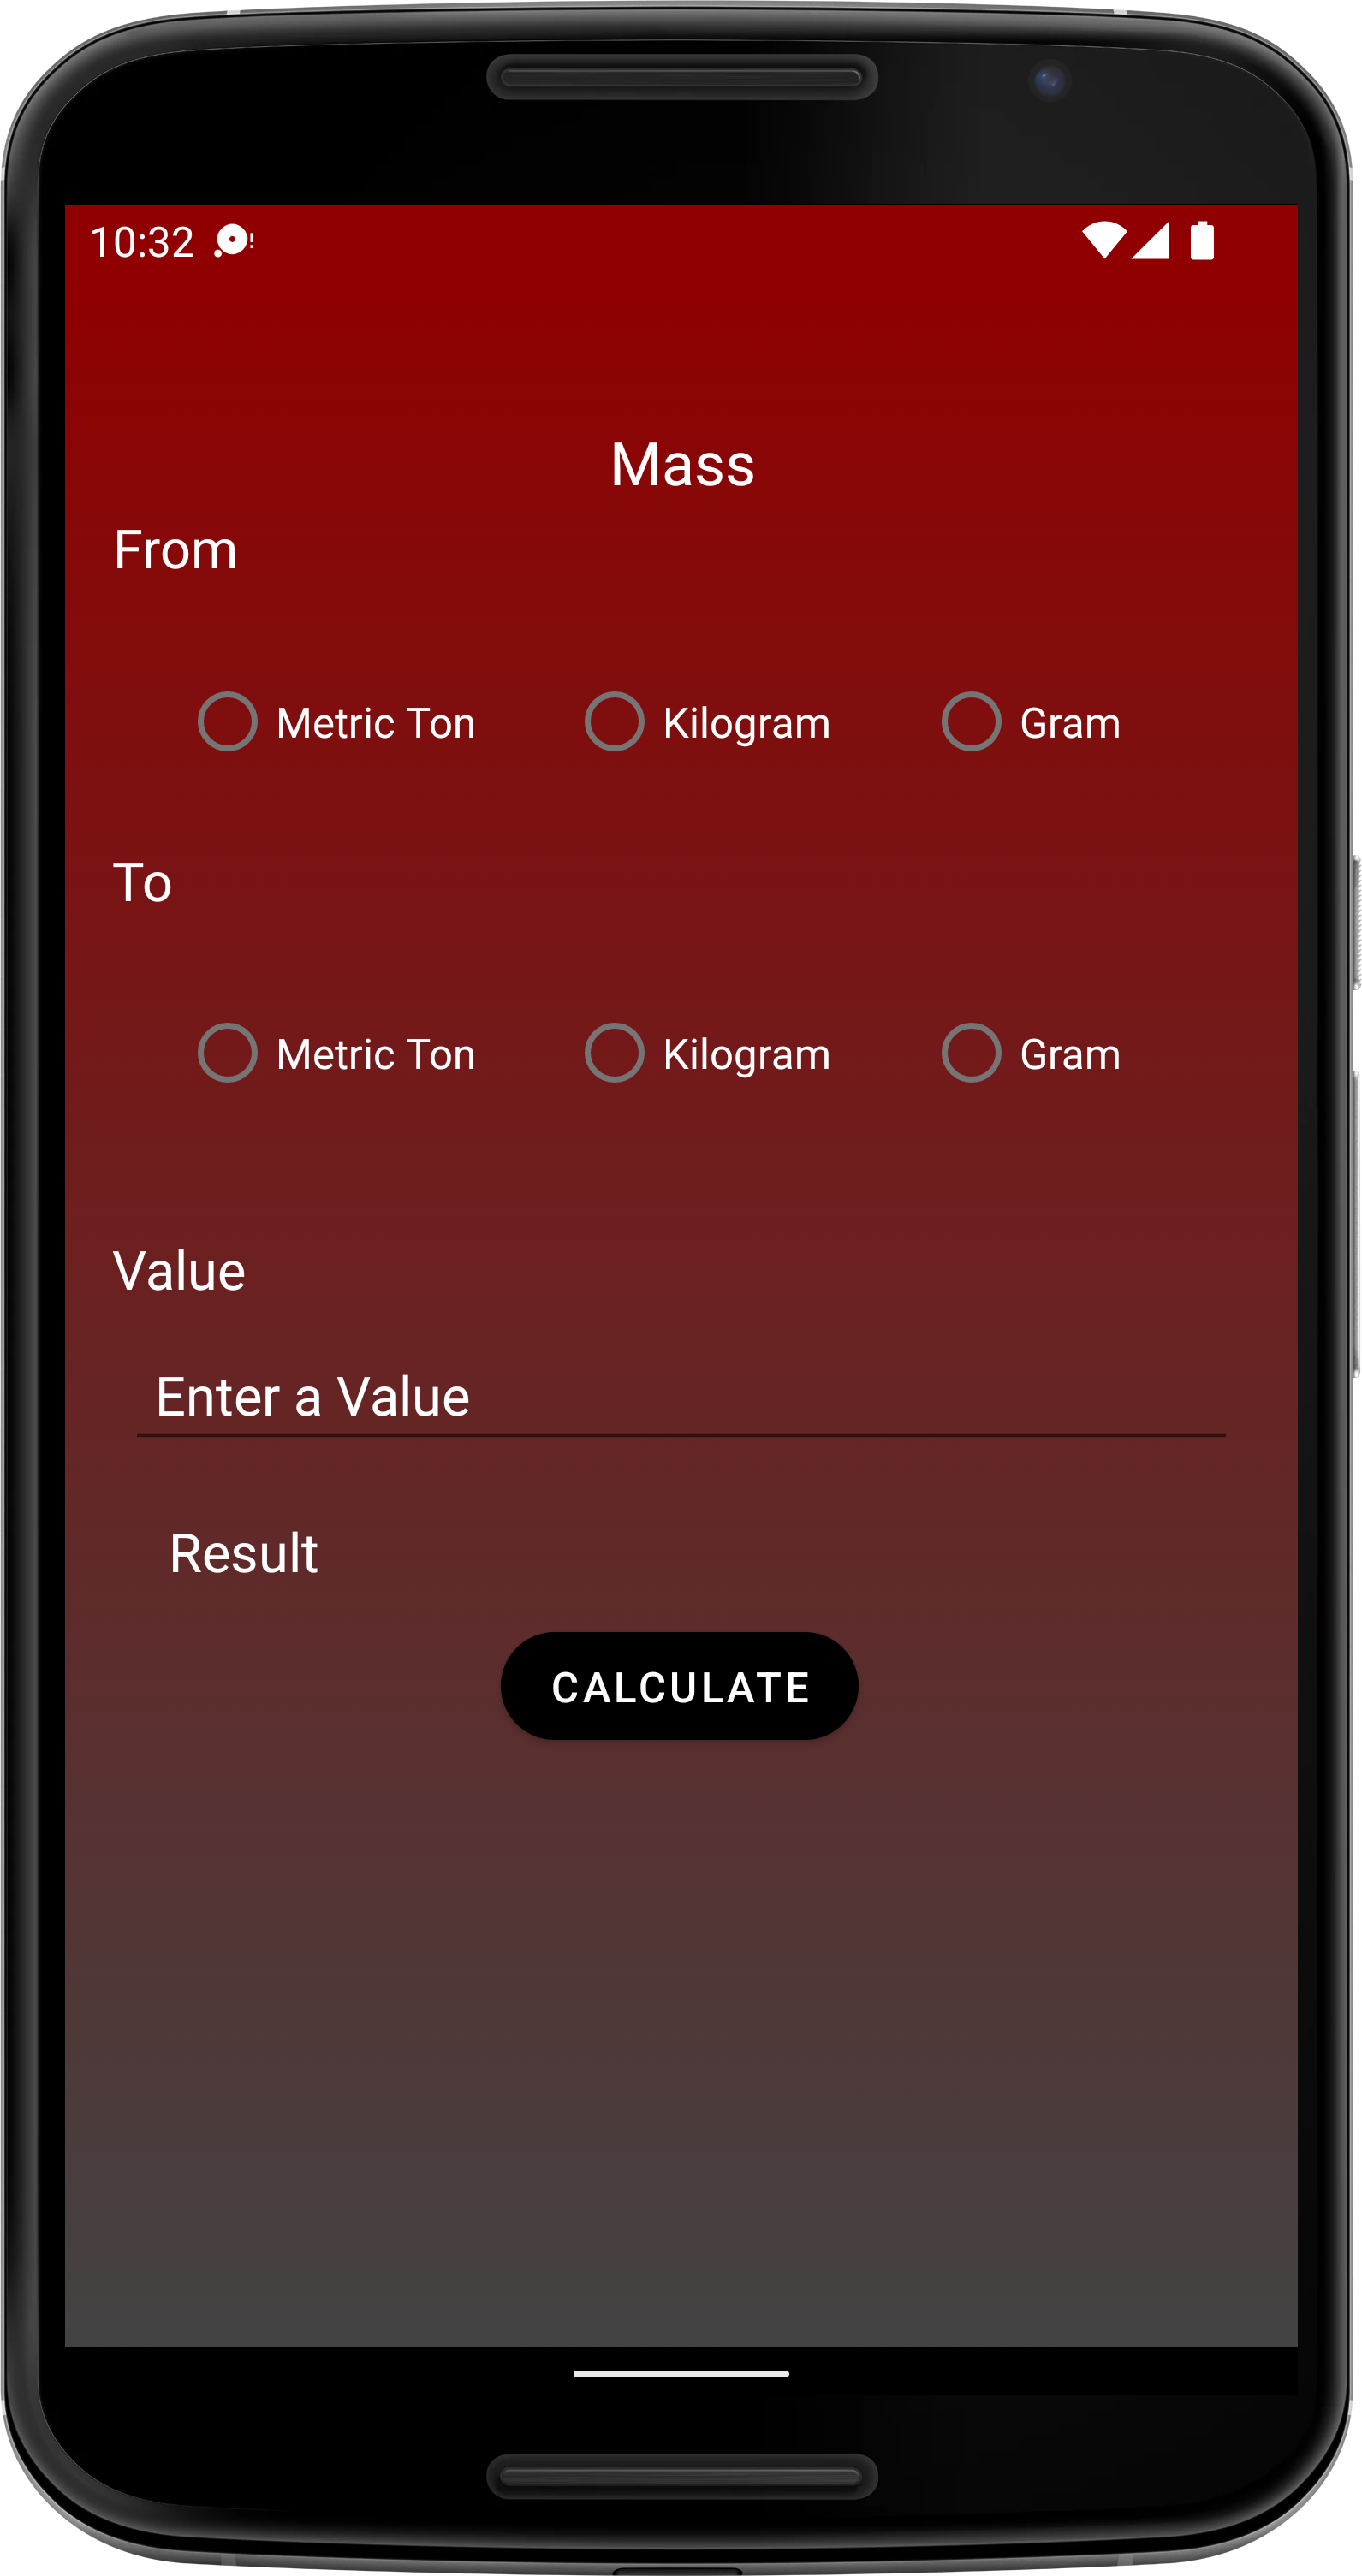 10:32
Mass
From
Metric Ton Kilogram Gram
To
Metric Ton Kilogram Gram
Value
Enter a Value
Result
CALCULATE